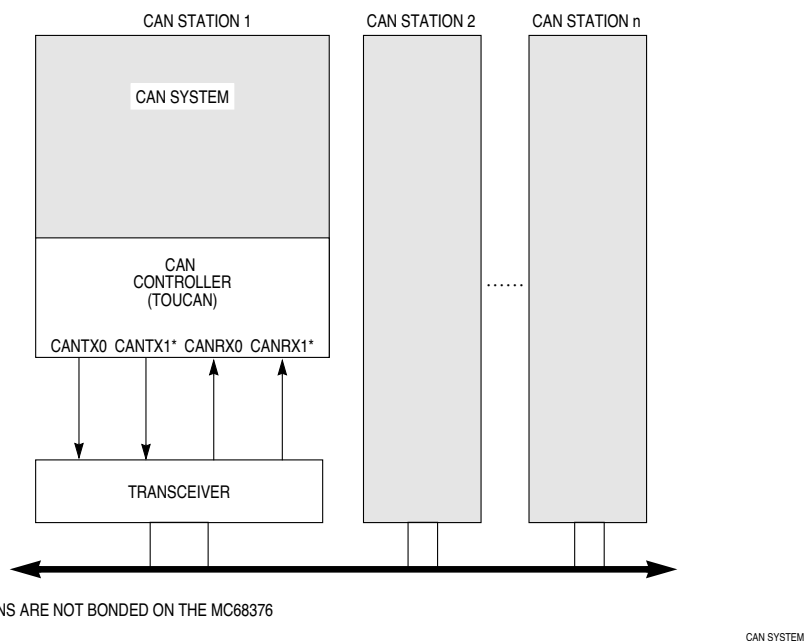 CAN STATION 1
CAN STATION 2
CAN STATION n
CAN SYSTEM
CAN
CONTROLLER
(TOUCAN)
......
CANTX0 CANTX1* CANRX0 CANRX1*
TRANSCEIVER
NS ARE NOT BONDED ON THE MC68376
CAN SYSTEM